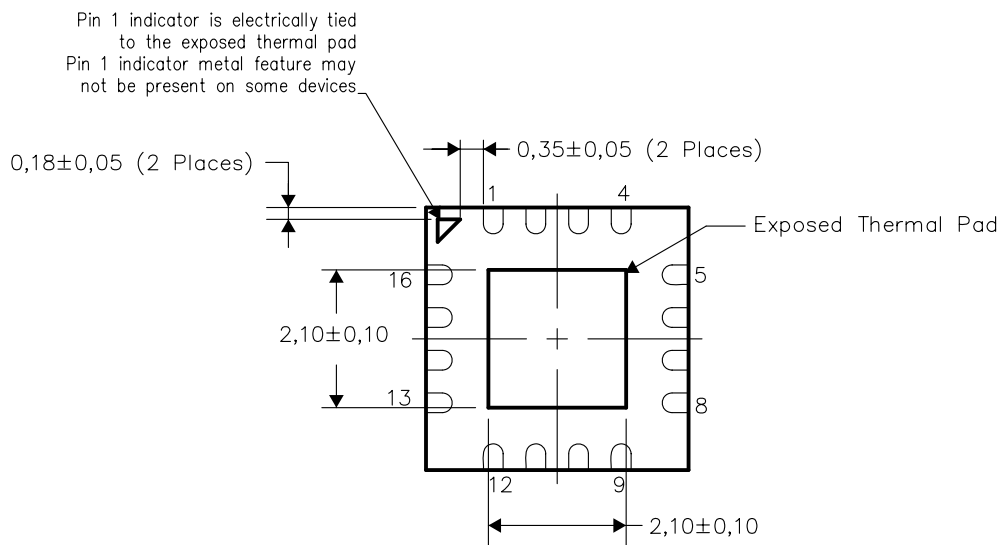 Pin 1 indicator is electrically tied
to the exposed thermal pad
Pin 1 indicator metal feature may
not be present on some devices
0,18±0,05 (2 Places)
0,35±0,05 (2 Places)
1
4
Exposed Thermal Pad
16
5
2,10±0,10
13
8
12
9
2,10±0,10